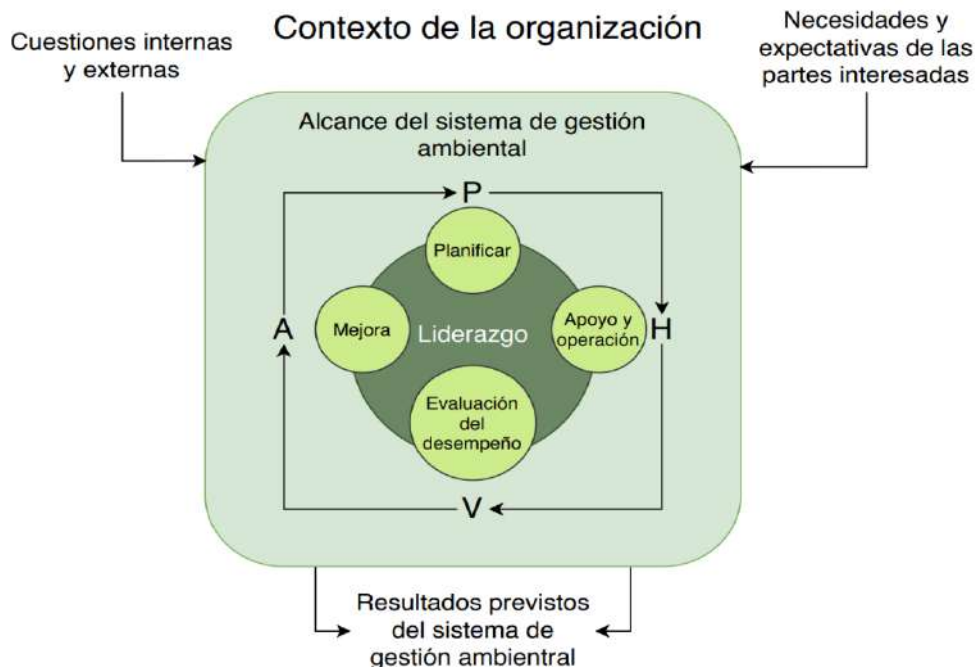 Contexto de la organización
Cuestiones internas
y externas
Necesidades y
expectativas de las
partes interesadas
Alcance del sistema de gestión
ambiental
P
Planificar
A
Mejora
Liderazgo
Apoyo y
operación
H
Evaluación
del
desempeño
V
Resultados previstos
del sistema de
gestión ambientral